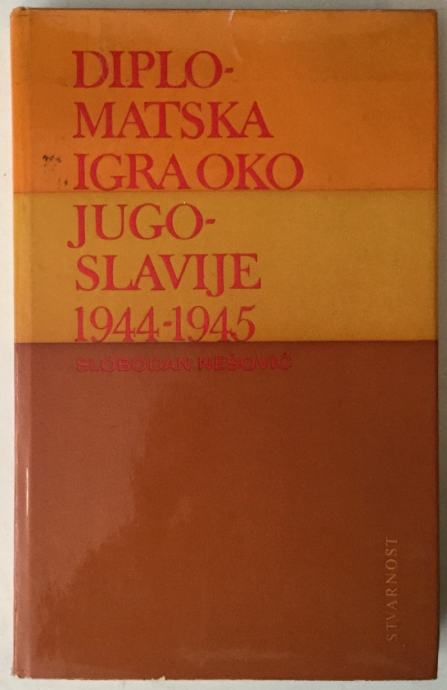 DIPLO-
MATSKA
IGRA OKO
JUGO-
SLAVIJE
1944-1945
SLOBODAN NEŠOVIĆ
STVARNOST